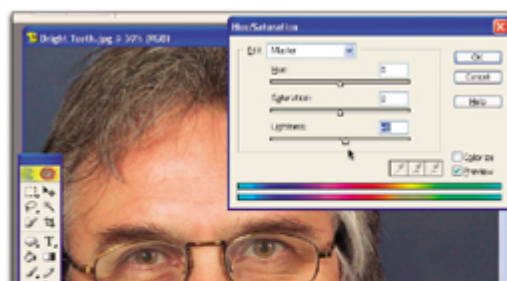 Bright Teeth.jpg @ 50% (RGB)
Hue/Saturation
Edit: Master
Hue: 0
Saturation: 0
Lightness:
OK
Cancel
Help
Colorize
Preview